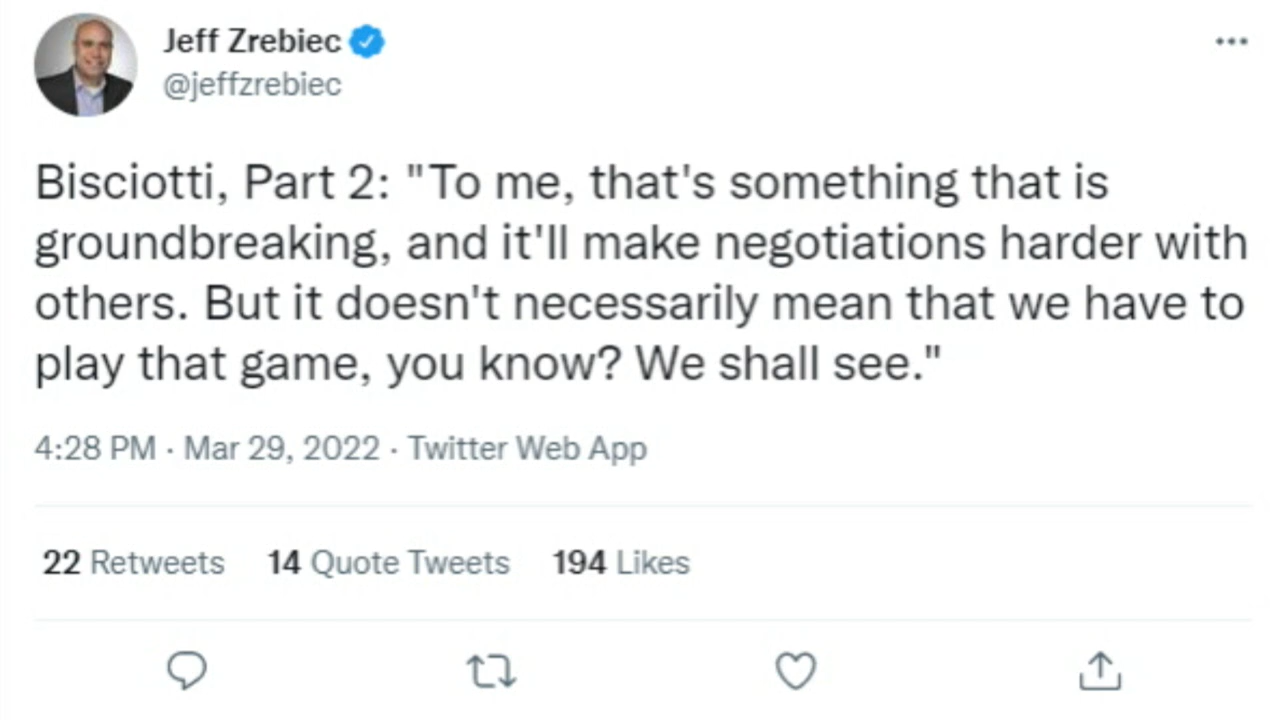 Jeff Zrebiec
@jeffzrebiec
Bisciotti, Part 2: "To me, that's something that is
groundbreaking, and it'll make negotiations harder with
others. But it doesn't necessarily mean that we have to
play that game, you know? We shall see."
4:28 PM · Mar 29, 2022 · Twitter Web App
22 Retweets 14 Quote Tweets 194 Likes